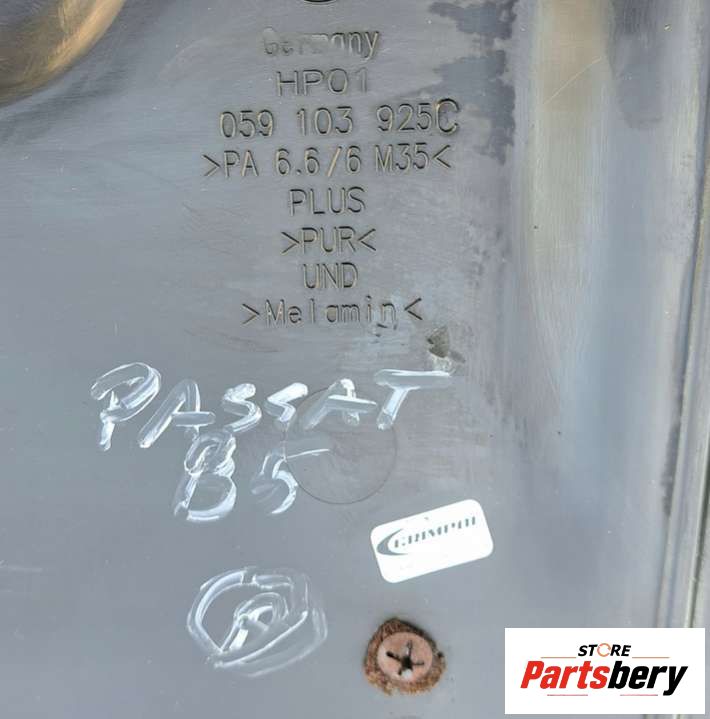 Germany
HP01
059 103 925C
>PA 6.6/6 M35<
PLUS
>PUR<
UND
>Melamin<
PASSAT
B5
STORE
Partsbery